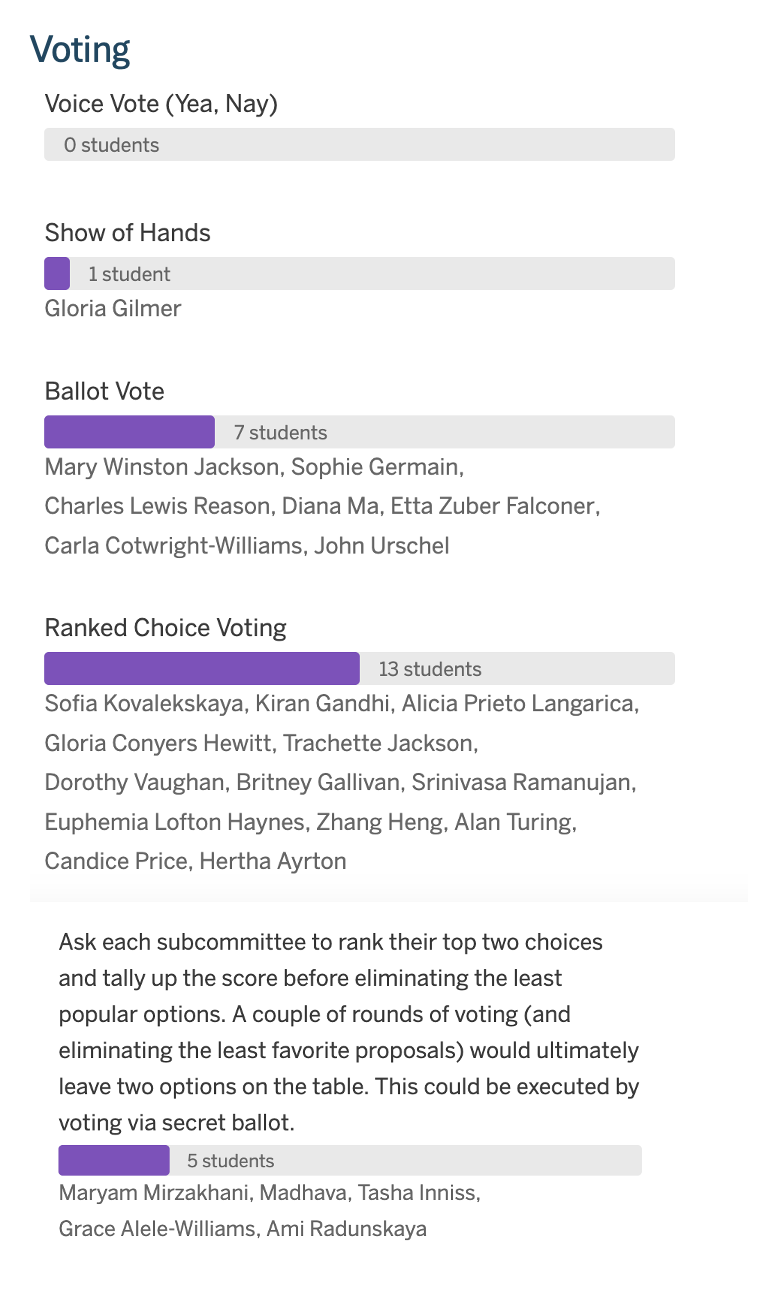 Voting
Voice Vote (Yea, Nay)
0 students
Show of Hands
1 student
Gloria Gilmer
Ballot Vote
7 students
Mary Winston Jackson, Sophie Germain,
Charles Lewis Reason, Diana Ma, Etta Zuber Falconer,
Carla Cotwright-Williams, John Urschel
Ranked Choice Voting
13 students
Sofia Kovalekskaya, Kiran Gandhi, Alicia Prieto Langarica,
Gloria Conyers Hewitt, Trachette Jackson,
Dorothy Vaughan, Britney Gallivan, Srinivasa Ramanujan,
Euphemia Lofton Haynes, Zhang Heng, Alan Turing,
Candice Price, Hertha Ayrton
Ask each subcommittee to rank their top two choices
and tally up the score before eliminating the least
popular options. A couple of rounds of voting (and
eliminating the least favorite proposals) would ultimately
leave two options on the table. This could be executed by
voting via secret ballot.
5 students
Maryam Mirzakhani, Madhava, Tasha Inniss,
Grace Alele-Williams, Ami Radunskaya